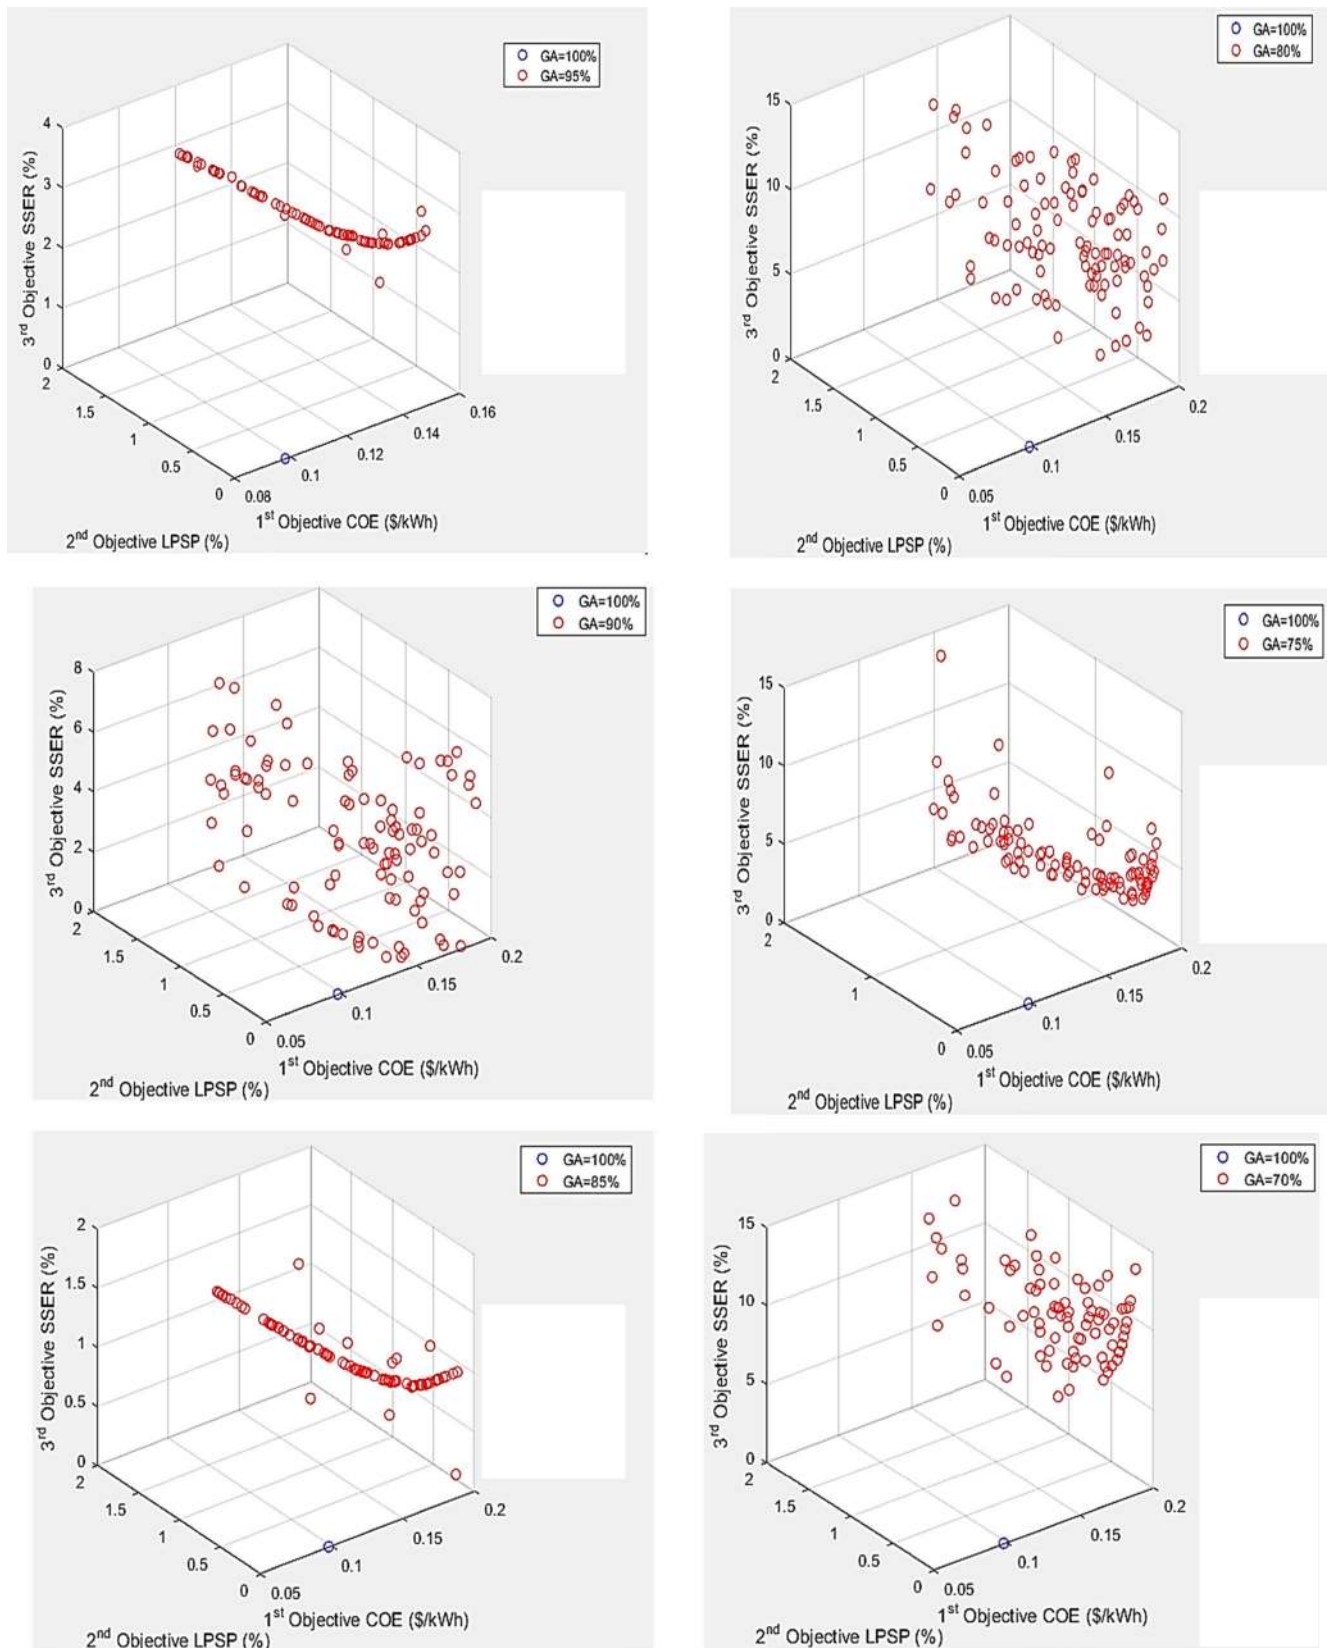 GA=100%
GA=95%
4
3
2
1
0
3rd Objective SSER (%)
2
1.5
1
0.5
0
0.08
0.1
0.12
0.14
0.16
1st Objective COE ($/kWh)
2nd Objective LPSP (%)
GA=100%
GA=80%
15
10
5
0
3rd Objective SSER (%)
2
1.5
1
0.5
0
0.05
0.1
0.15
0.2
1st Objective COE ($/kWh)
2nd Objective LPSP (%)
GA=100%
GA=90%
8
6
4
2
0
3rd Objective SSER (%)
2
1.5
1
0.5
0
0.05
0.1
0.15
0.2
1st Objective COE ($/kWh)
2nd Objective LPSP (%)
GA=100%
GA=75%
15
10
5
0
3rd Objective SSER (%)
2
1
0
0.05
0.1
0.15
0.2
1st Objective COE ($/kWh)
2nd Objective LPSP (%)
GA=100%
GA=85%
2
1.5
1
0.5
0
3rd Objective SSER (%)
2
1.5
1
0.5
0
0.05
0.1
0.15
0.2
1st Objective COE ($/kWh)
2nd Objective LPSP (%)
GA=100%
GA=70%
15
10
5
0
3rd Objective SSER (%)
2
1.5
1
0.5
0
0.05
0.1
0.15
0.2
1st Objective COE ($/kWh)
2nd Objective LPSP (%)